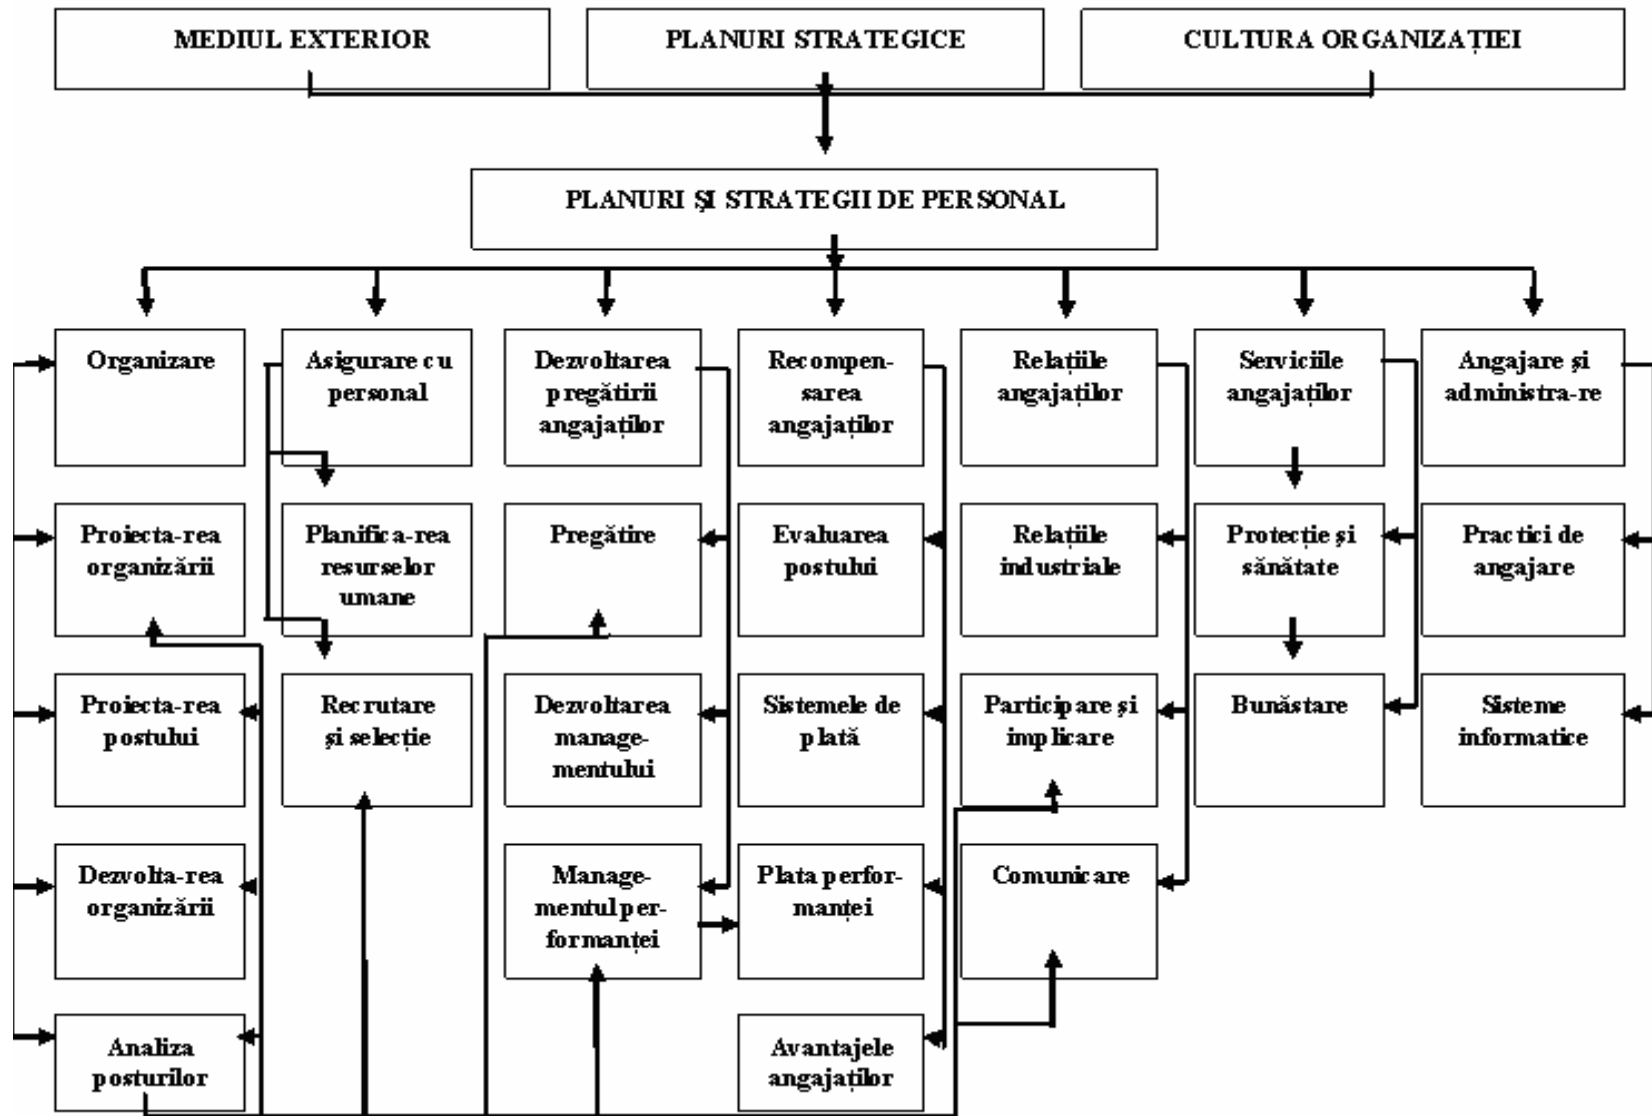 MEDIUL EXTERIOR
PLANURI STRATEGICE
CULTURA ORGANIZAȚIEI
PLANURI ȘI STRATEGII DE PERSONAL
Organizare
Asigurare cu
personal
Dezvoltarea
pregătirii
angajaților
Recompen-
sarea
angajaților
Relațiile
angajaților
Serviciile
angajaților
Angajare și
administra-re
Proiecta-rea
organizării
Planifica-rea
resurselor
umane
Pregătire
Evaluarea
postului
Relațiile
industriale
Protecție și
sănătate
Practici de
angajare
Proiecta-rea
postului
Recrutare
și selecție
Dezvoltarea
manage-
mentului
Sistemele de
plată
Participare și
implicare
Bunăstare
Sisteme
informatice
Dezvolta-rea
organizării
Manage-
mentul per-
formanței
Plata perfor-
manței
Comunicare
Analiza
posturilor
Avantajele
angajaților